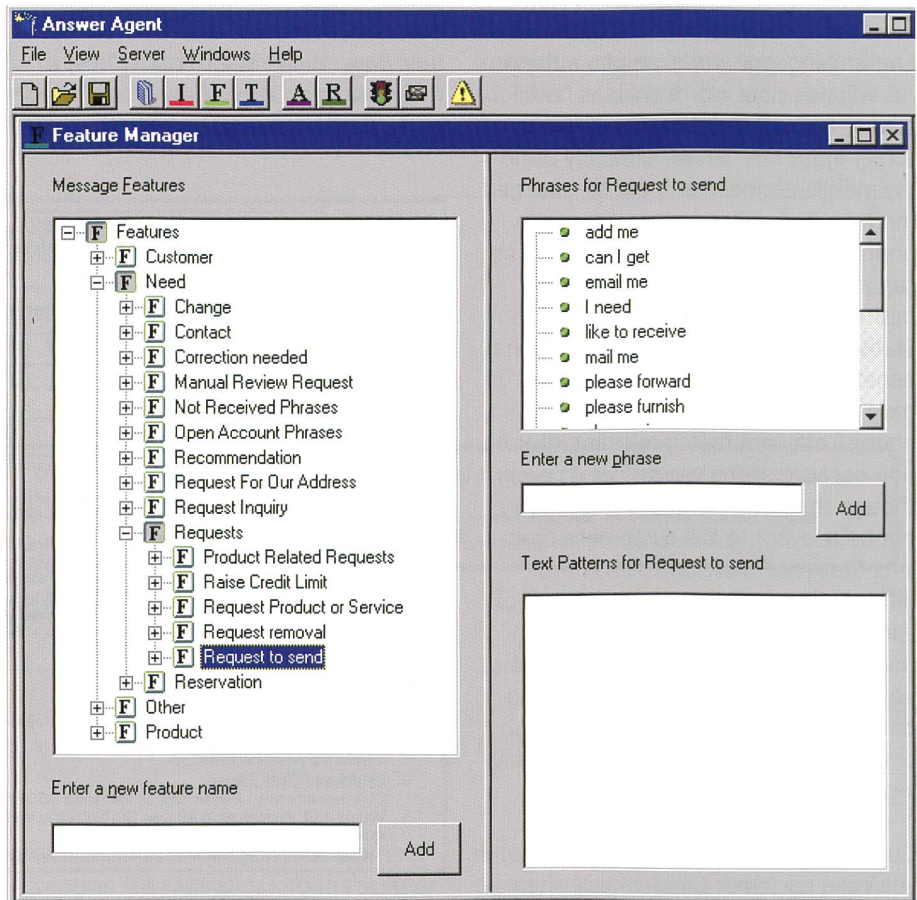 Answer Agent
File View Server Windows Help
I F T A R
F Feature Manager
Message Features
F Features
F Customer
F Need
F Change
F Contact
F Correction needed
F Manual Review Request
F Not Received Phrases
F Open Account Phrases
F Recommendation
F Request For Our Address
F Request Inquiry
F Requests
F Product Related Requests
F Raise Credit Limit
F Request Product or Service
F Request removal
F Request to send
F Reservation
F Other
F Product
Enter a new feature name
Add
Phrases for Request to send
add me
can I get
email me
I need
like to receive
mail me
please forward
please furnish
Enter a new phrase
Add
Text Patterns for Request to send